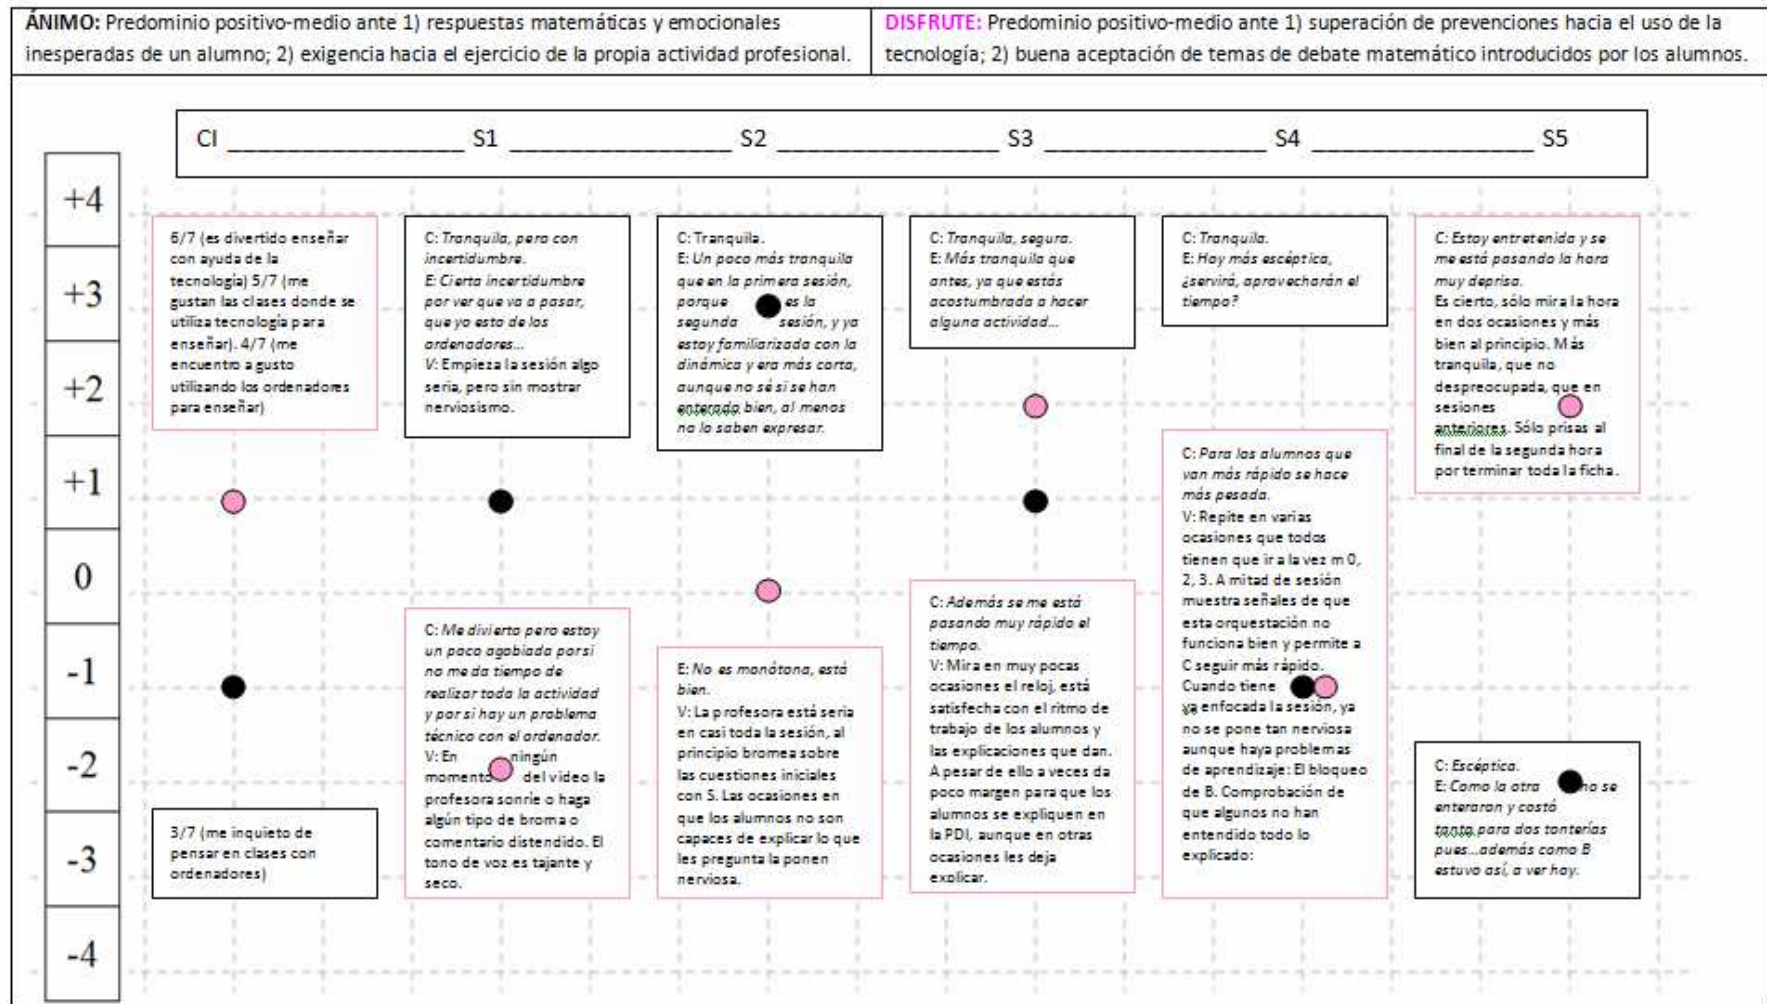 ÁNIMO: Predominio positivo-medio ante 1) respuestas matemáticas y emocionales
inesperadas de un alumno; 2) exigencia hacia el ejercicio de la propia actividad profesional.
DISFRUTE: Predominio positivo-medio ante 1) superación de prevenciones hacia el uso de la
tecnología; 2) buena aceptación de temas de debate matemático introducidos por los alumnos.
CI ________________ S1 _______________ S2 _______________ S3 _______________ S4 _______________ S5
+4
+3
+2
+1
0
-1
-2
-3
-4
6/7 (es divertido enseñar
con ayuda de la
tecnología) 5/7 (me
gustan las clases donde se
utiliza tecnología para
enseñar). 4/7 (me
encuentro a gusto
utilizando los ordenadores
para enseñar)
3/7 (me inquieto de
pensar en clases con
ordenadores)
C: Tranquila, pero con
incertidumbre.
E: Cierta incertidumbre
por ver que va a pasar,
que ya esto de los
ordenadores...
V: Empieza la sesión algo
seria, pero sin mostrar
nerviosismo.
C: Me divierto pero estoy
un poco agobiada por si
no me da tiempo de
realizar toda la actividad
y por si hay un problema
técnico con el ordenador.
V: En ningún
momento del video la
profesora sonríe o haga
algún tipo de broma o
comentario distendido. El
tono de voz es tajante y
seco.
C: Tranquila.
E: Un poco más tranquila
que en la primera sesión,
porque es la
segunda sesión, y ya
estoy familiarizada con la
dinámica y era más corta,
aunque no sé si se han
enterado bien, al menos
no lo saben expresar.
E: No es monótona, está
bien.
V: La profesora está seria
en casi toda la sesión, al
principio bromea sobre
las cuestiones iniciales
con S. Las ocasiones en
que los alumnos no son
capaces de explicar lo que
les pregunta la ponen
nerviosa.
C: Tranquila, segura.
E: Más tranquila que
antes, ya que estás
acostumbrada a hacer
alguna actividad...
C: Además se me está
pasando muy rápido el
tiempo.
V: Mira en muy pocas
ocasiones el reloj, está
satisfecha con el ritmo de
trabajo de los alumnos y
las explicaciones que dan.
A pesar de ello a veces da
poco margen para que los
alumnos se expliquen en
la PDI, aunque en otras
ocasiones les deja
explicar.
C: Tranquila.
E: Hoy más escéptica,
¿servirá, aprovecharán el
tiempo?
C: Para los alumnos que
van más rápido se hace
más pesada.
V: Repite en varias
ocasiones que todos
tienen que ir a la vez m 0,
2, 3. A mitad de sesión
muestra señales de que
esta orquestación no
funciona bien y permite a
C seguir más rápido.
Cuando tiene
ya enfocada la sesión, ya
no se pone tan nerviosa
aunque haya problemas
de aprendizaje: El bloqueo
de B. Comprobación de
que algunos no han
entendido todo lo
explicado:
C: Estoy entretenida y se
me está pasando la hora
muy deprisa.
Es cierto, sólo mira la hora
en dos ocasiones y más
bien al principio. Más
tranquila, que no
despreocupada, que en
sesiones
anteriores. Sólo prisas al
final de la segunda hora
por terminar toda la ficha.
C: Escéptica.
E: Como la otra no se
enteraron y costó
tanto para dos tonterías
pues...además como B
estuvo así, a ver hoy.